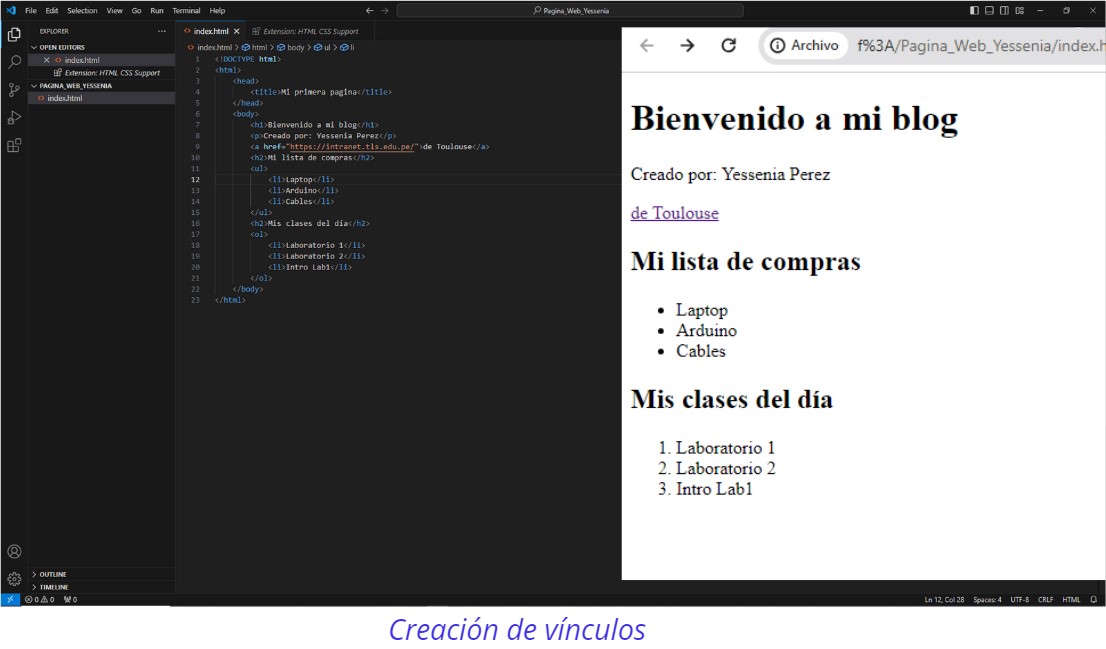 File Edit Selection View Go Run Terminal Help
Pagina_Web_Yessenia
EXPLORER
OPEN EDITORS
index.html
Extension: HTML CSS Support
PAGINA_WEB_YESSENIA
index.html
OUTLINE
TIMELINE
index.html Extension: HTML CSS Support
index.html > html > body > ul > li
1 <!DOCTYPE html>
2 <html>
3 <head>
4 <title>Mi primera pagina</title>
5 </head>
6 <body>
7 <h1>Bienvenido a mi blog</h1>
8 <p>Creado por: Yessenia Perez</p>
9 <a href="https://intranet.tls.edu.pe/">de Toulouse</a>
10 <h2>Mi lista de compras</h2>
11 <ul>
12 <li>Laptop</li>
13 <li>Arduino</li>
14 <li>Cables</li>
15 </ul>
16 <h2>Mis clases del día</h2>
17 <ol>
18 <li>Laboratorio 1</li>
19 <li>Laboratorio 2</li>
20 <li>Intro Lab1</li>
21 </ol>
22 </body>
23 </html>
Archivo f%3A/Pagina_Web_Yessenia/index.h
Bienvenido a mi blog
Creado por: Yessenia Perez
de Toulouse
Mi lista de compras
• Laptop
• Arduino
• Cables
Mis clases del día
1. Laboratorio 1
2. Laboratorio 2
3. Intro Lab1
0 0 0 Ln 12, Col 28 Spaces: 4 UTF-8 CRLF HTML
Creación de vínculos